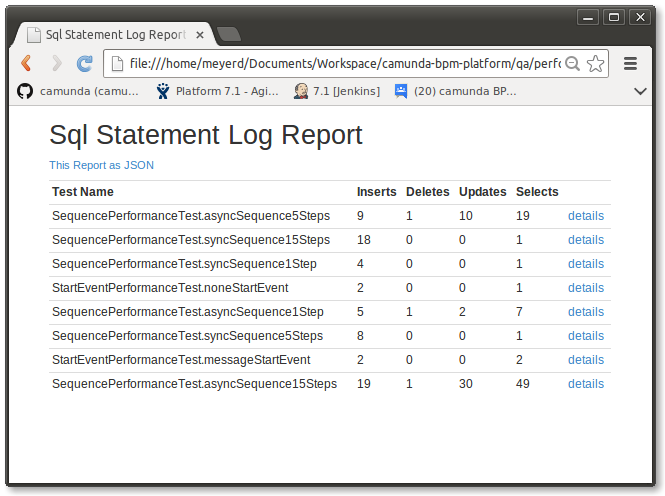 Sql Statement Log Report
file:///home/meyerd/Documents/Workspace/camunda-bpm-platform/qa/perfo
camunda (camu... Platform 7.1 - Agi... 7.1 [Jenkins] (20) camunda BP...
Sql Statement Log Report
This Report as JSON
Test Name Inserts Deletes Updates Selects
SequencePerformanceTest.asyncSequence5Steps 9 1 10 19 details
SequencePerformanceTest.syncSequence15Steps 18 0 0 1 details
SequencePerformanceTest.syncSequence1Step 4 0 0 1 details
StartEventPerformanceTest.noneStartEvent 2 0 0 1 details
SequencePerformanceTest.asyncSequence1Step 5 1 2 7 details
SequencePerformanceTest.syncSequence5Steps 8 0 0 1 details
StartEventPerformanceTest.messageStartEvent 2 0 0 2 details
SequencePerformanceTest.asyncSequence15Steps 19 1 30 49 details